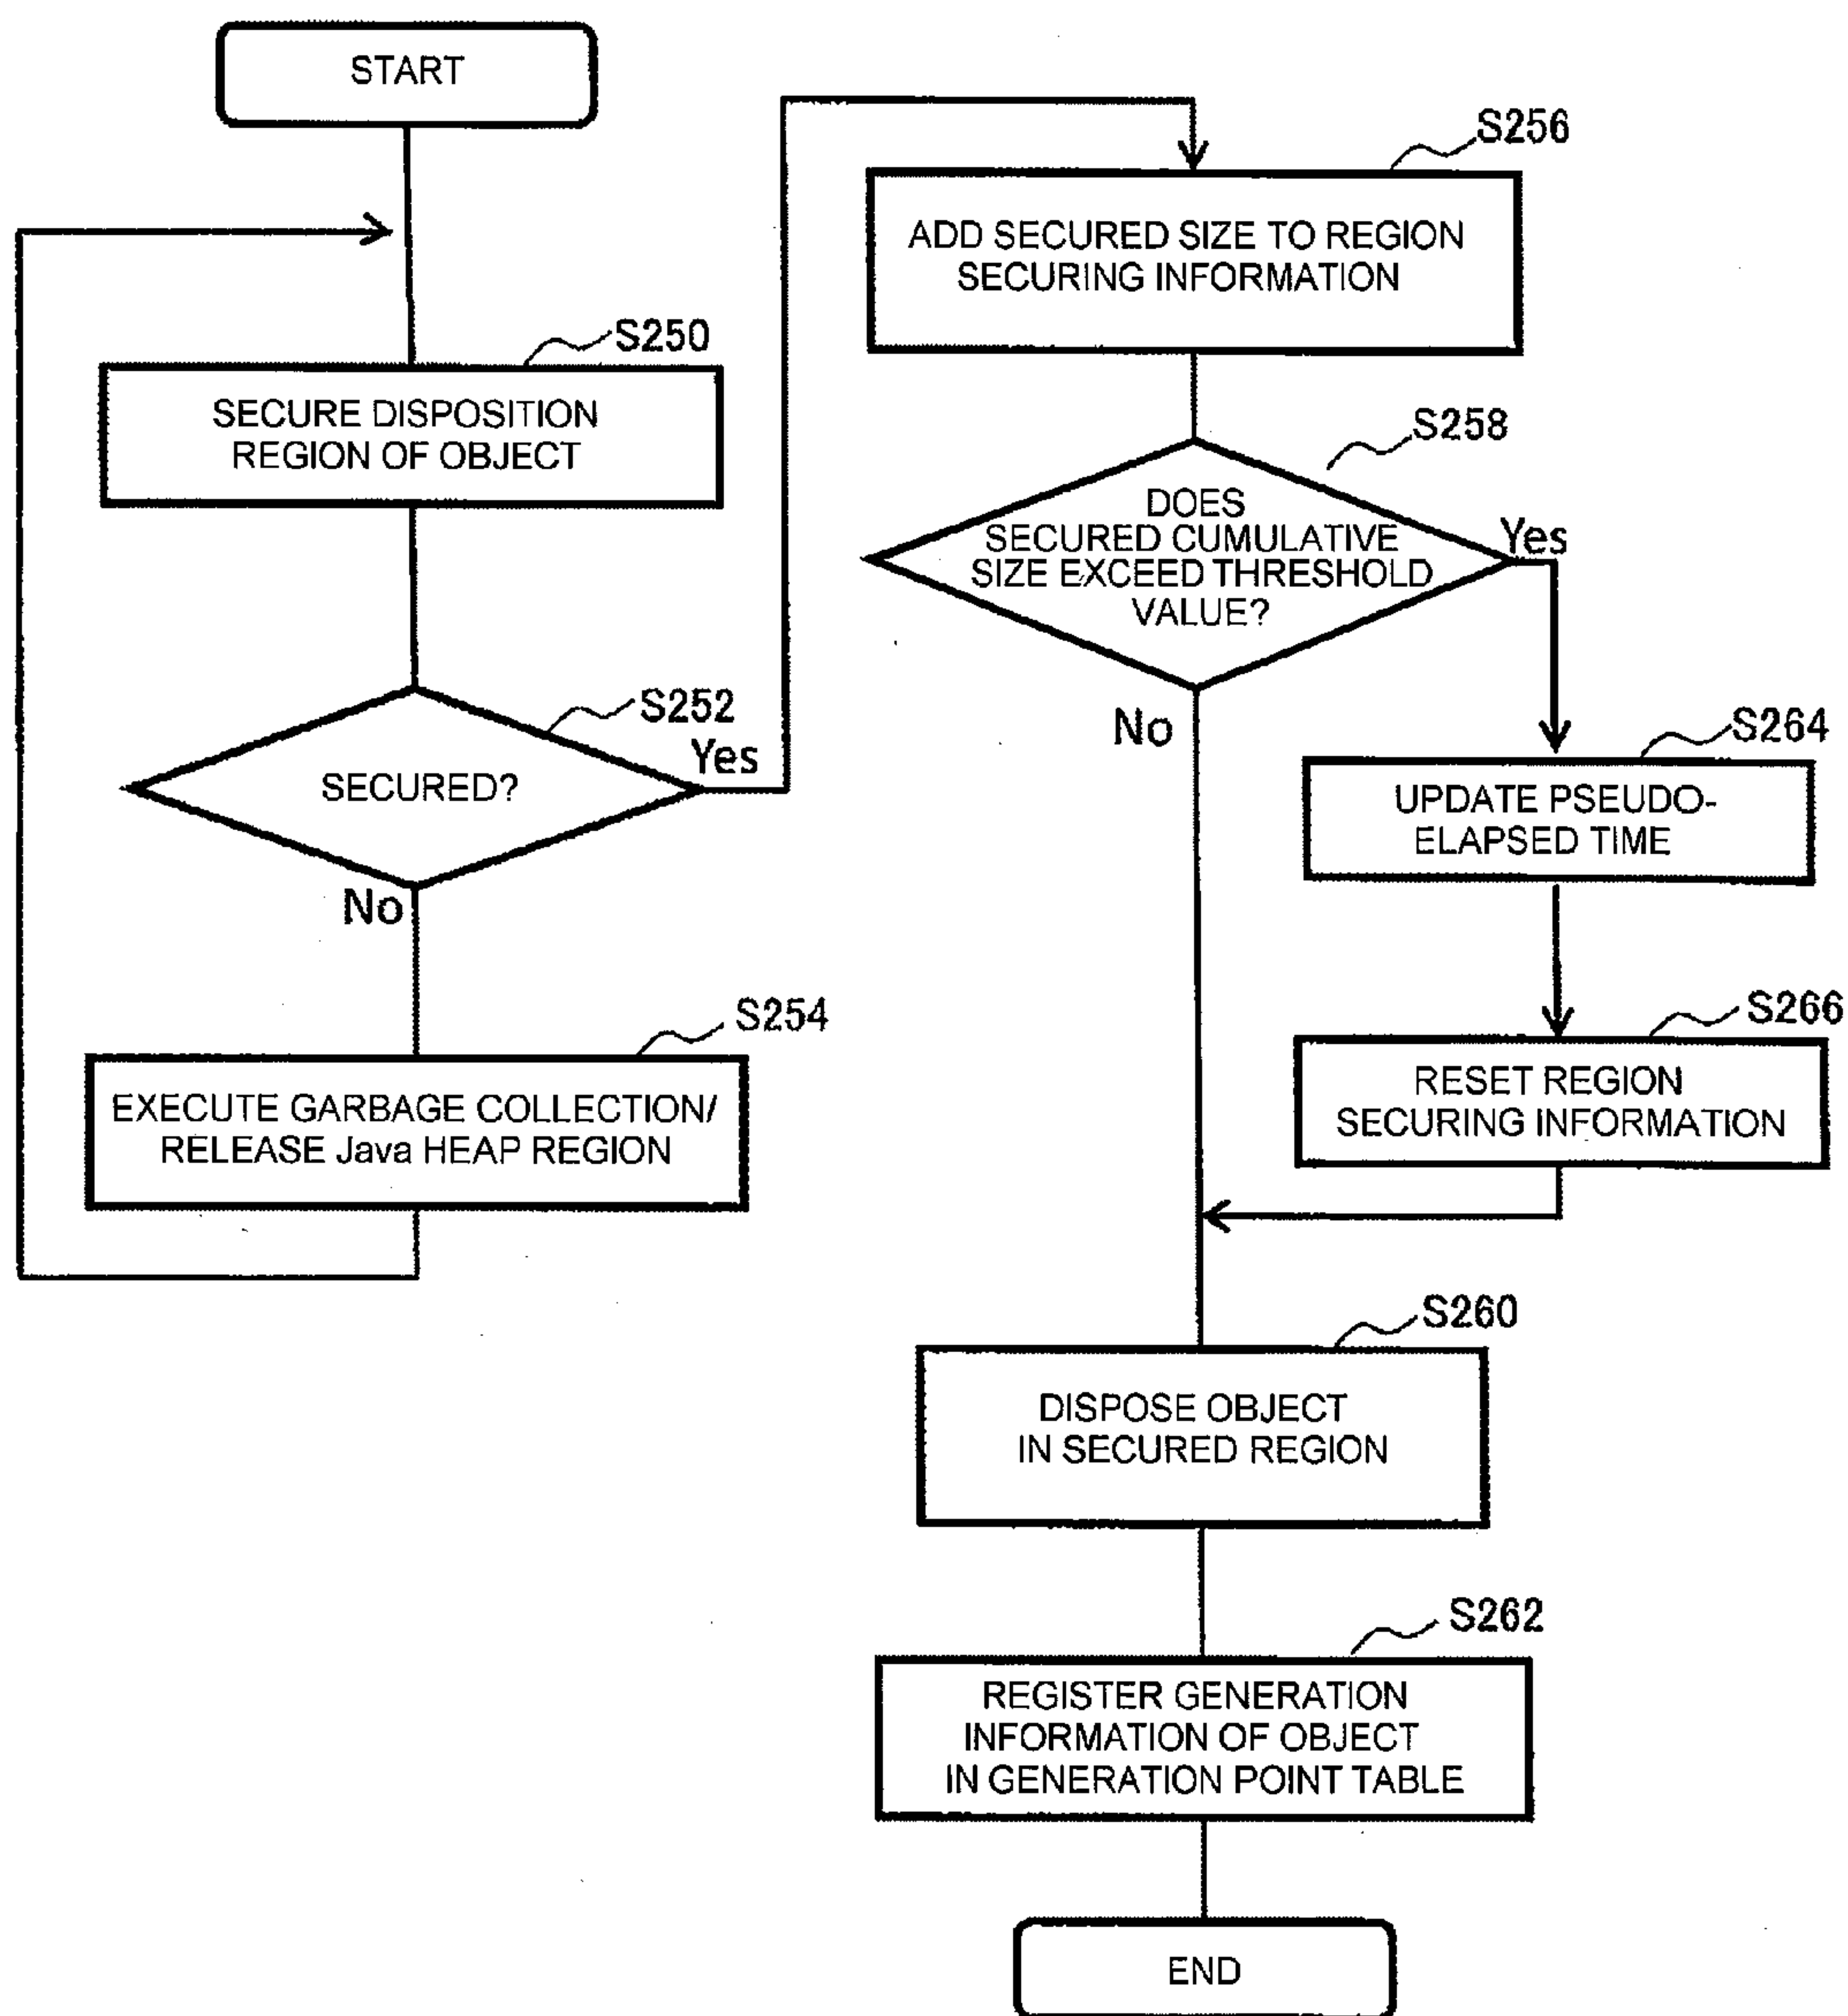 START
S250
SECURE DISPOSITION
REGION OF OBJECT
S252
SECURED?
Yes
No
S254
EXECUTE GARBAGE COLLECTION/
RELEASE Java HEAP REGION
S256
ADD SECURED SIZE TO REGION
SECURING INFORMATION
S258
DOES
SECURED CUMULATIVE
SIZE EXCEED THRESHOLD
VALUE?
Yes
No
S264
UPDATE PSEUDO-
ELAPSED TIME
S266
RESET REGION
SECURING INFORMATION
S260
DISPOSE OBJECT
IN SECURED REGION
S262
REGISTER GENERATION
INFORMATION OF OBJECT
IN GENERATION POINT TABLE
END